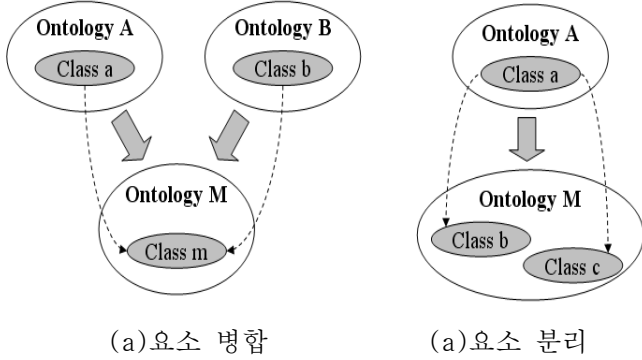 Ontology A
Class a
Ontology B
Class b
Ontology M
Class m
(a)요소 병합
Ontology A
Class a
Ontology M
Class b
Class c
(a)요소 분리